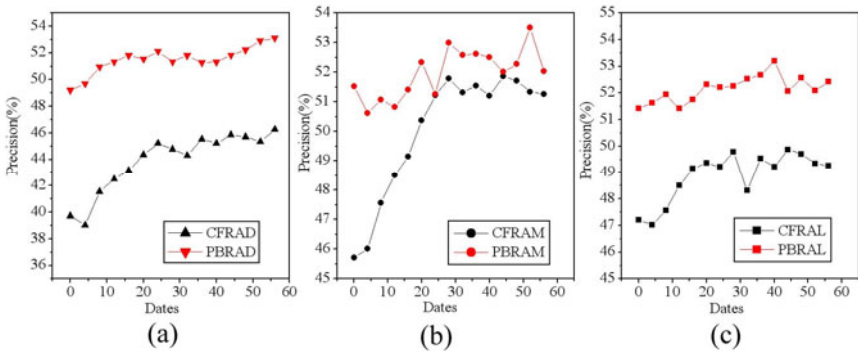 Precision(%)
54
52
50
48
46
44
42
40
38
36
0 10 20 30 40 50 60
Dates
CFRAD
PBRAD
(a)
Precision(%)
54
53
52
51
50
49
48
47
46
45
0 10 20 30 40 50 60
Dates
CFRAM
PBRAM
(b)
Precision(%)
55
54
53
52
51
50
49
48
47
46
45
0 10 20 30 40 50 60
Dates
CFRAL
PBRAL
(c)